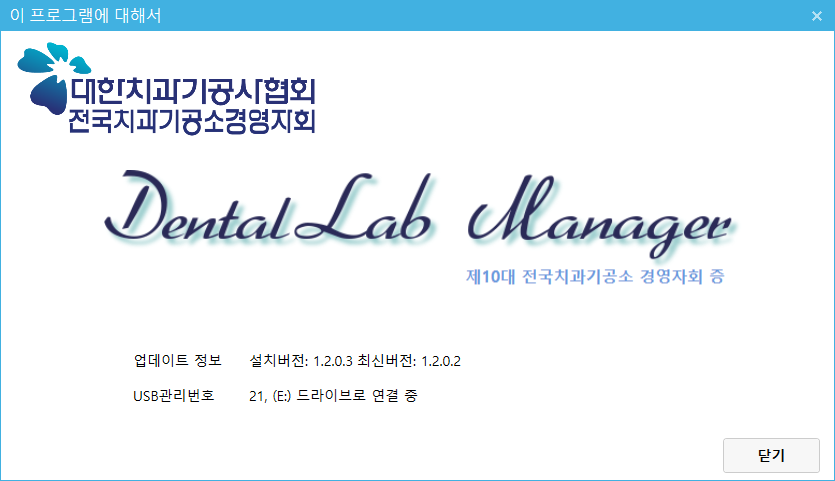 이 프로그램에 대해서
대한치과기공사협회
전국치과기공소경영자회
Dental Lab Manager
제10대 전국치과기공소 경영자회 증
업데이트 정보 설치버전: 1.2.0.3 최신버전: 1.2.0.2
USB관리번호 21, (E:) 드라이브로 연결 중
닫기